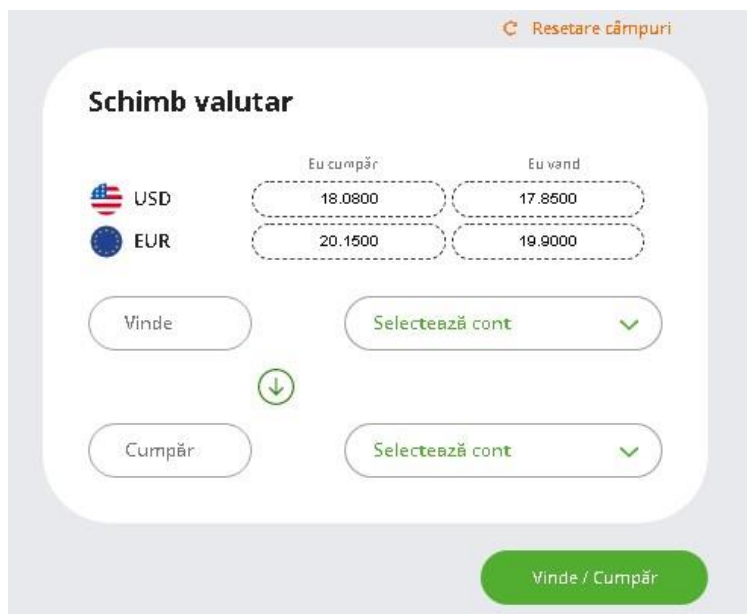 Resetare câmpuri
Schimb valutar
Eu cumpăr Eu vand
USD 18.0800 17.8500
EUR 20.1500 19.9000
Vinde Selectează cont
Cumpăr Selectează cont
Vinde / Cumpăr